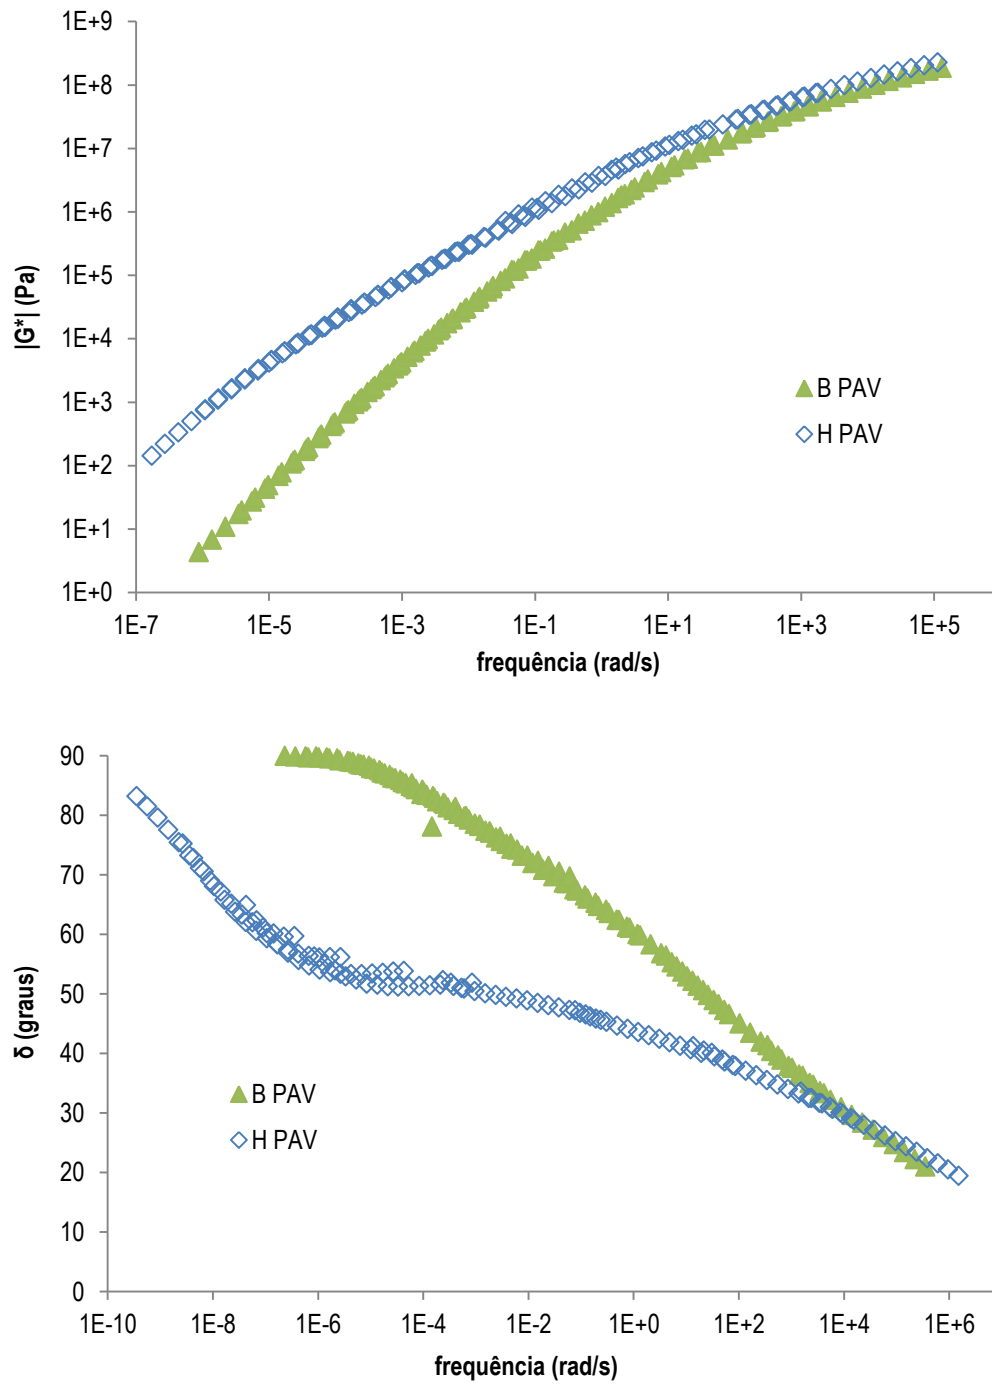 1E+9
1E+8
1E+7
1E+6
1E+5
1E+4
1E+3
1E+2
1E+1
1E+0
|G*| (Pa)
B PAV
H PAV
1E-7 1E-5 1E-3 1E-1 1E+1 1E+3 1E+5
frequência (rad/s)
90
80
70
60
50
40
30
20
10
0
δ (graus)
B PAV
H PAV
1E-10 1E-8 1E-6 1E-4 1E-2 1E+0 1E+2 1E+4 1E+6
frequência (rad/s)